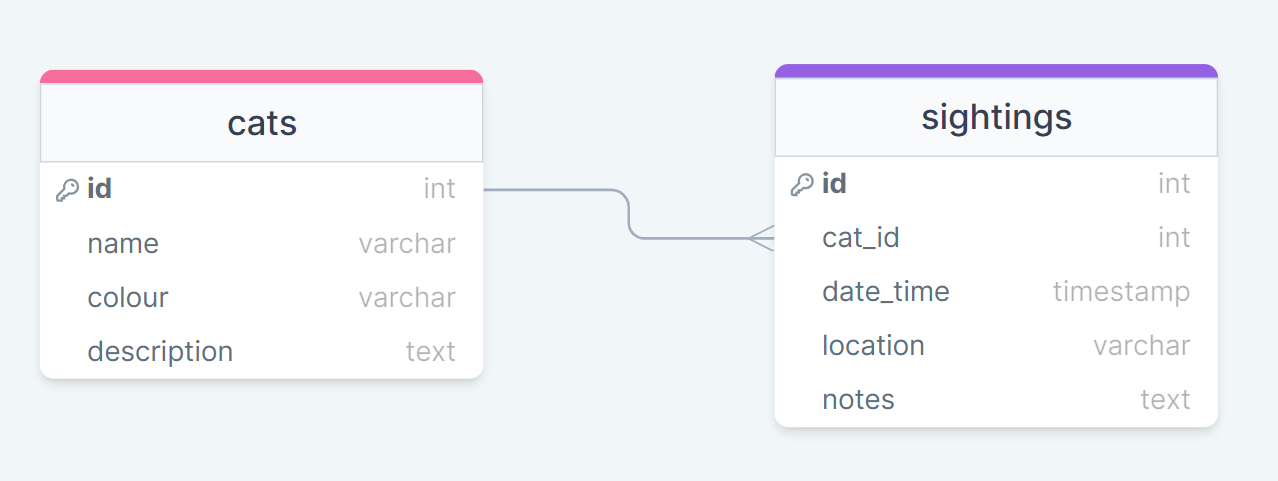 cats
id int
name varchar
colour varchar
description text
sightings
id int
cat_id int
date_time timestamp
location varchar
notes text